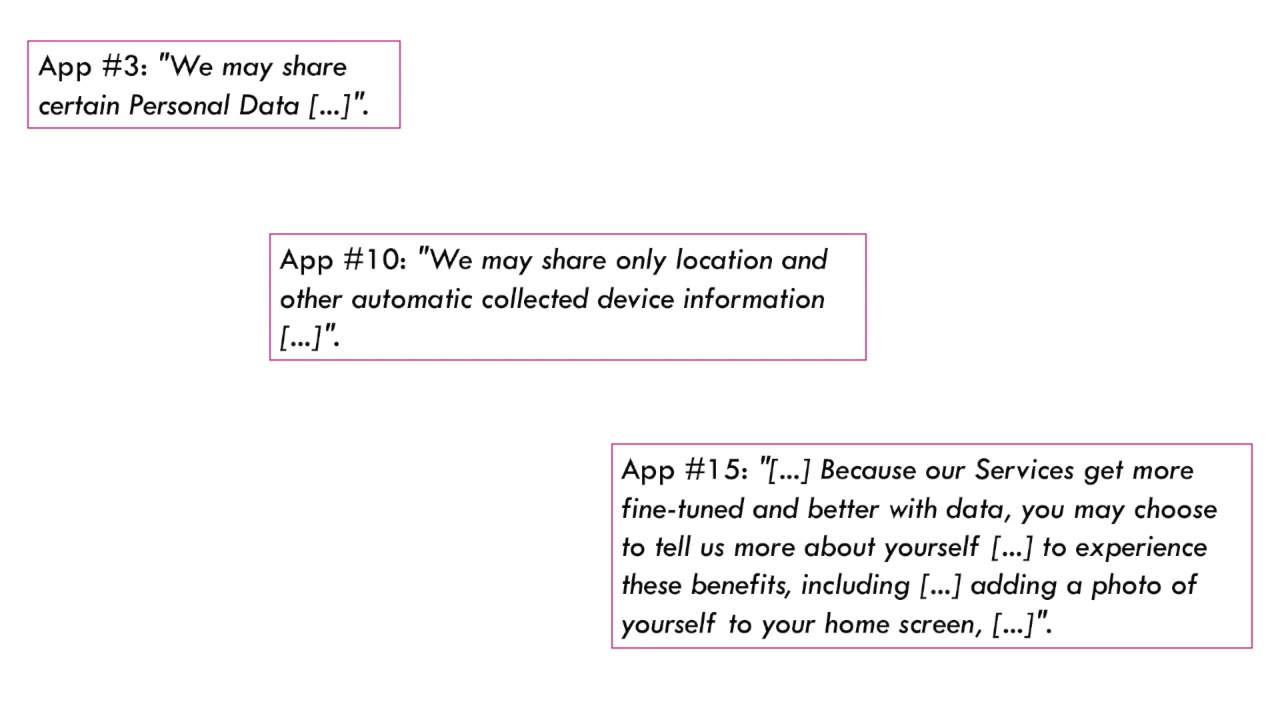 App #3: "We may share
certain Personal Data [...]".
App #10: "We may share only location and
other automatic collected device information
[...]".
App #15: "[...] Because our Services get more
fine-tuned and better with data, you may choose
to tell us more about yourself [...] to experience
these benefits, including [...] adding a photo of
yourself to your home screen, [...]".